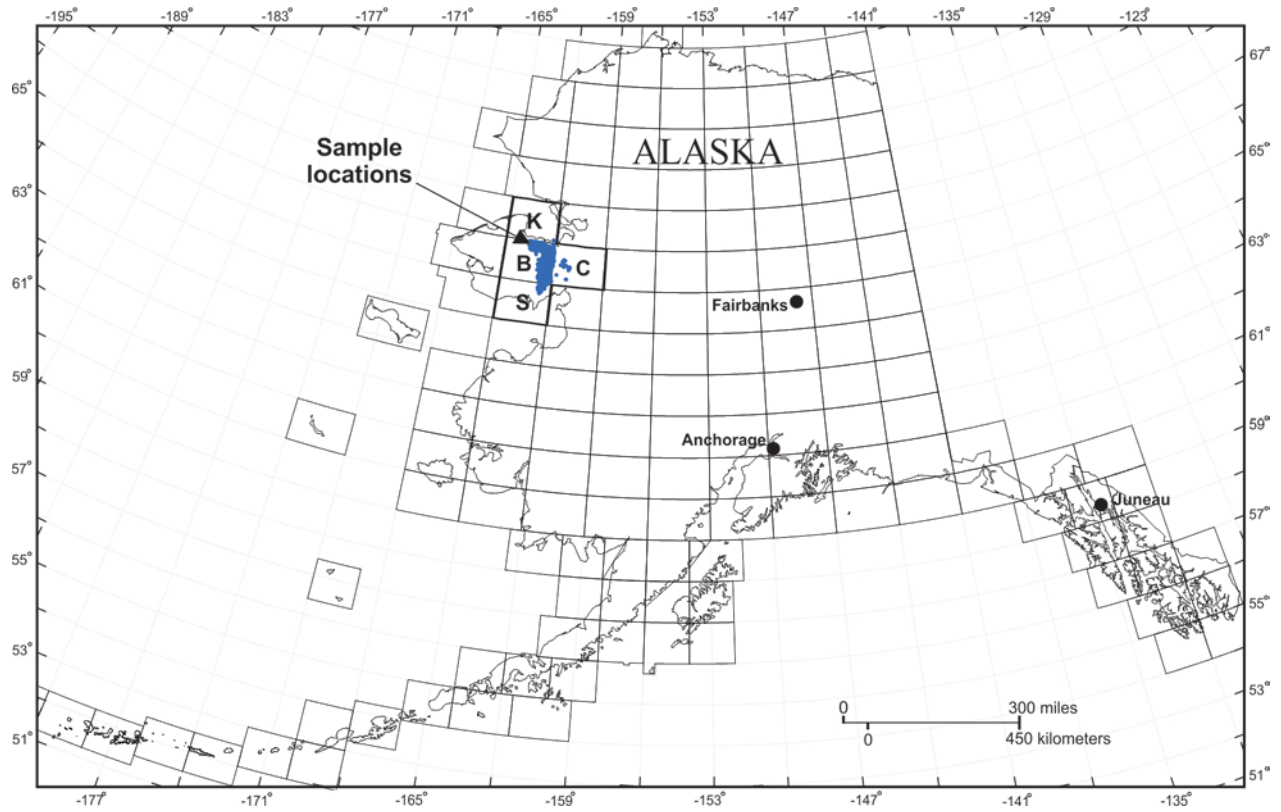 -195° -189° -183° -177° -171° -165° -159° -153° -147° -141° -135° -129° -123°
65°
63°
61°
59°
57°
55°
53°
51°
67°
65°
63°
61°
59°
57°
55°
53°
51°
ALASKA
Sample
locations
K
B
C
S
Fairbanks
Anchorage
Juneau
0 300 miles
0 450 kilometers
-177° -171° -165° -159° -153° -147° -141° -135°